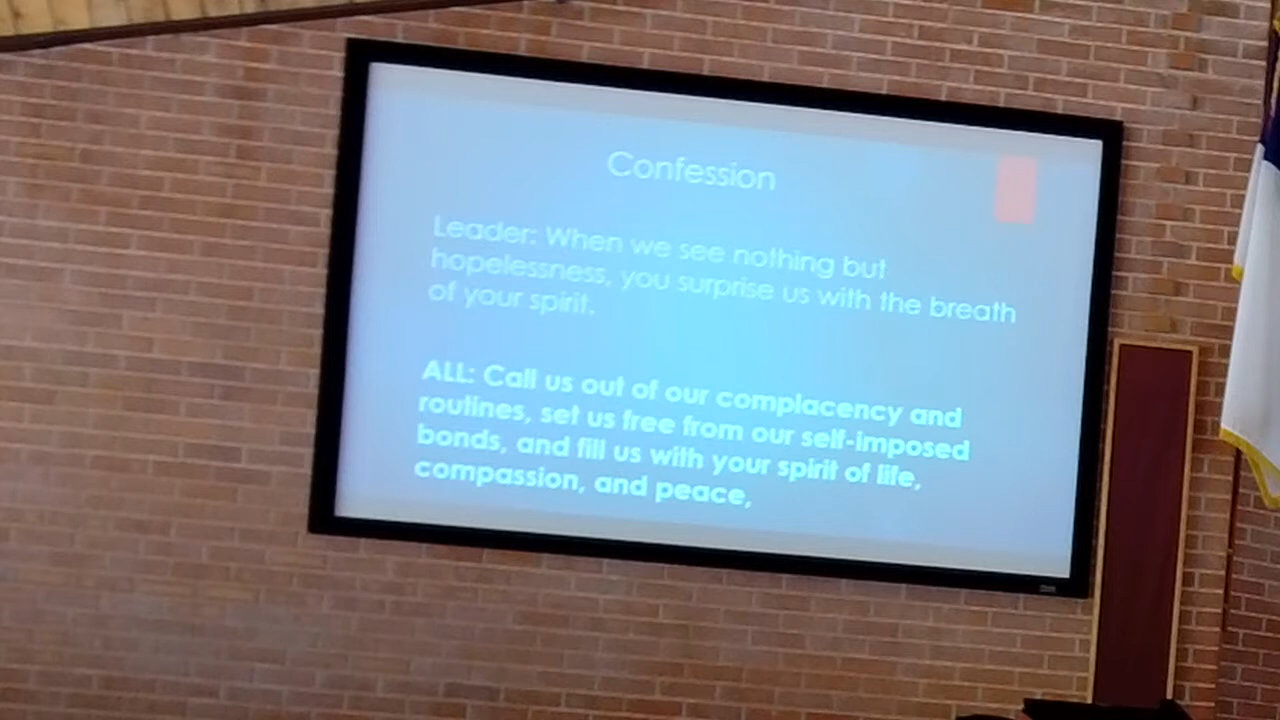 Confession
Leader: When we see nothing but
hopelessness, you surprise us with the breath
of your spirit.
ALL: Call us out of our complacency and
routines, set us free from our self-imposed
bonds, and fill us with your spirit of life,
compassion, and peace,